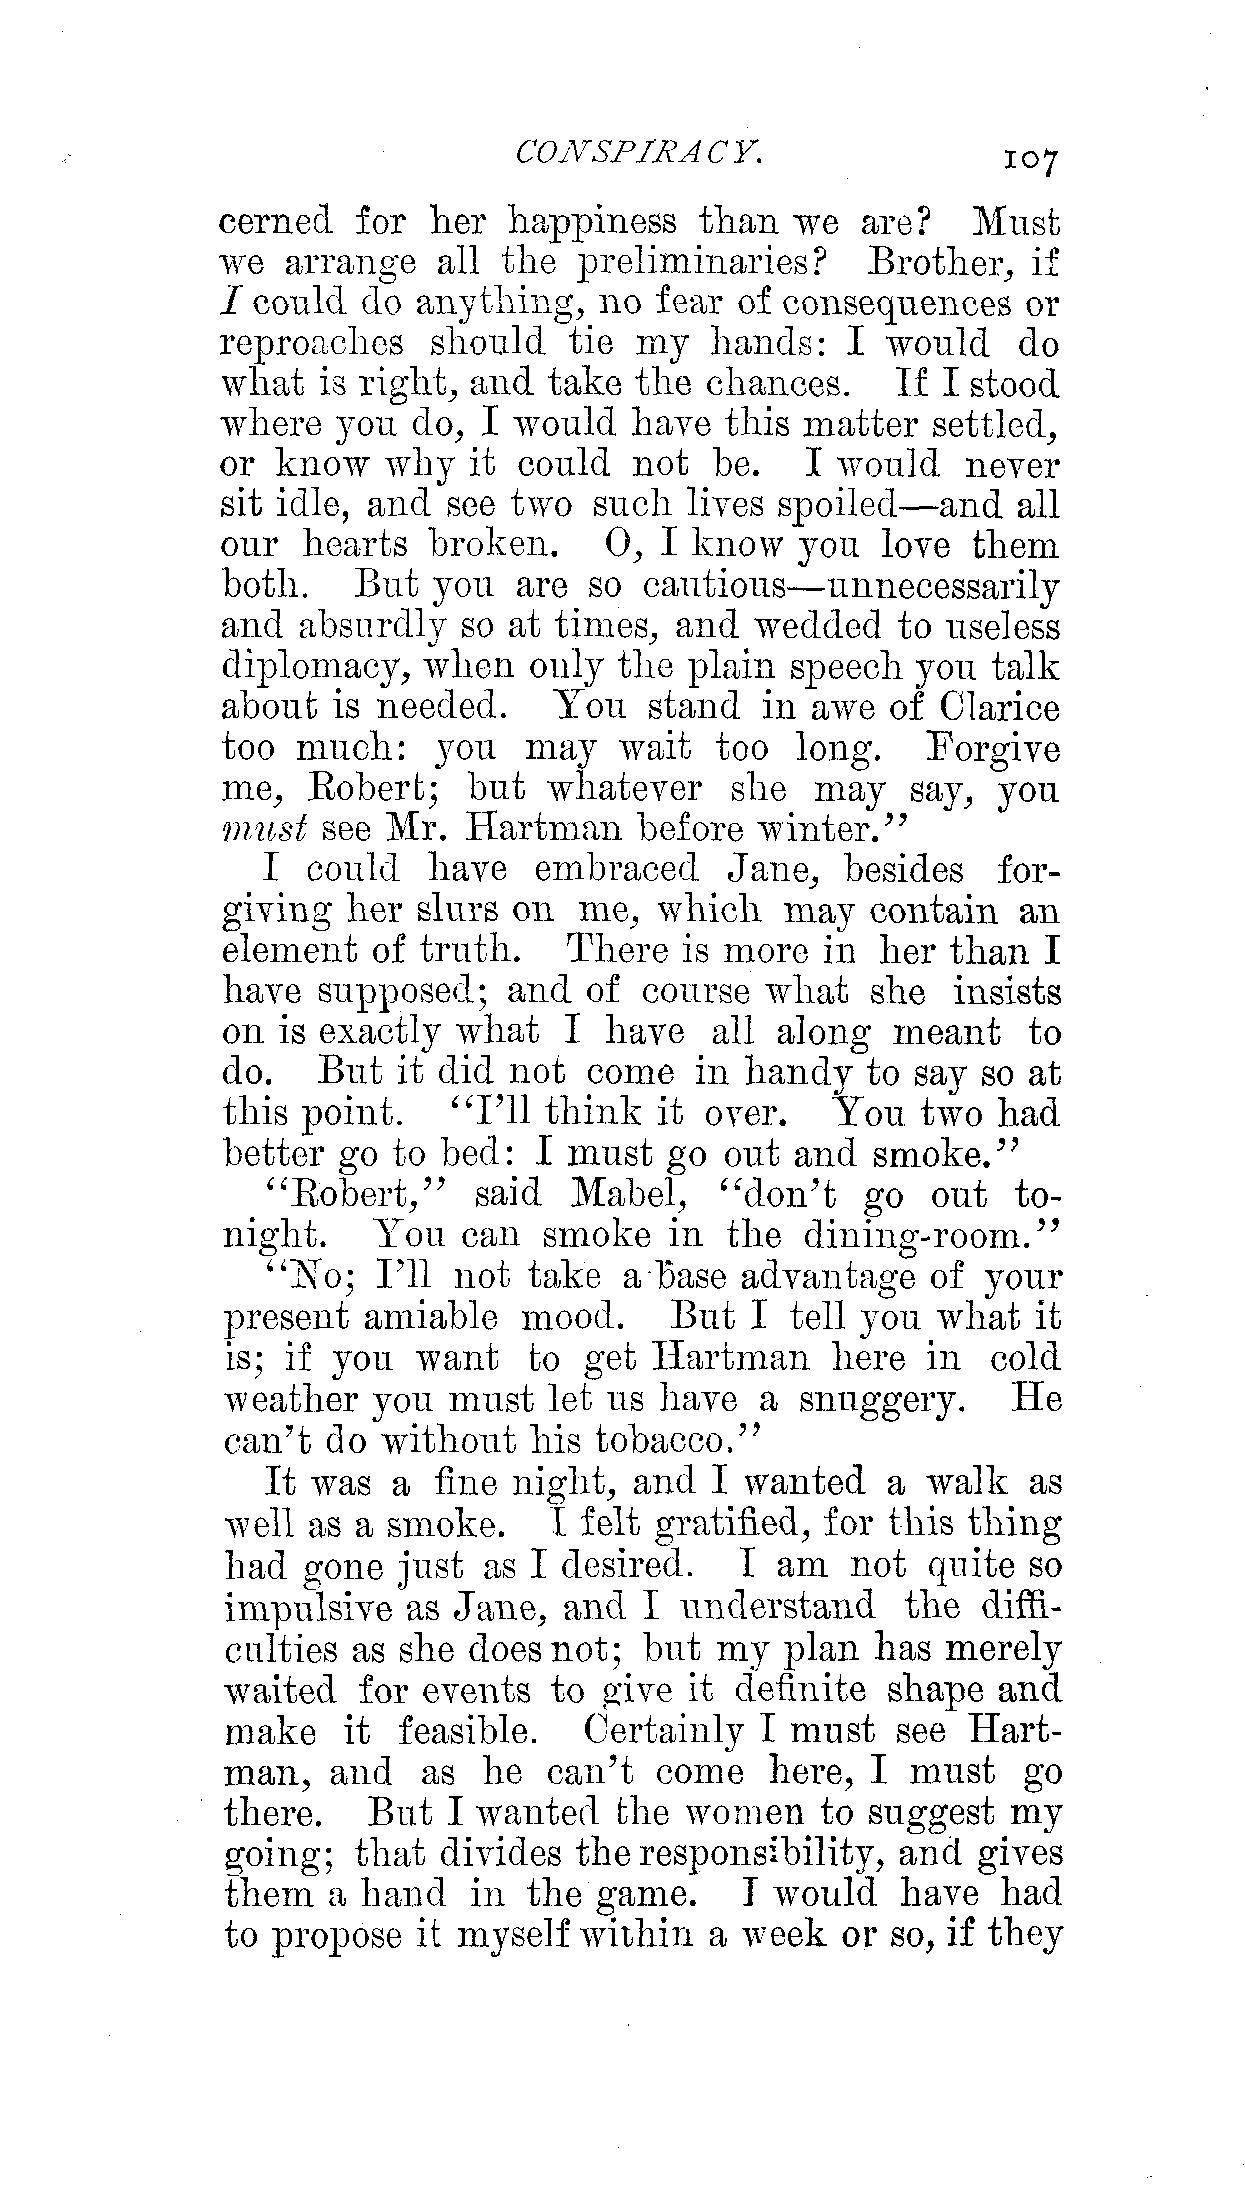 CONSPIRACY. 107
cerned for her happiness than we are? Must
we arrange all the preliminaries? Brother, if
I could do anything, no fear of consequences or
reproaches should tie my hands: I would do
what is right, and take the chances. If I stood
where you do, I would have this matter settled,
or know why it could not be. I would never
sit idle, and see two such lives spoiled—and all
our hearts broken. O, I know you love them
both. But you are so cautious—unnecessarily
and absurdly so at times, and wedded to useless
diplomacy, when only the plain speech you talk
about is needed. You stand in awe of Clarice
too much: you may wait too long. Forgive
me, Robert; but whatever she may say, you
must see Mr. Hartman before winter."
I could have embraced Jane, besides for-
giving her slurs on me, which may contain an
element of truth. There is more in her than I
have supposed; and of course what she insists
on is exactly what I have all along meant to
do. But it did not come in handy to say so at
this point. "I'll think it over. You two had
better go to bed: I must go out and smoke."
"Robert," said Mabel, "don't go out to-
night. You can smoke in the dining-room."
"No; I'll not take a base advantage of your
present amiable mood. But I tell you what it
is; if you want to get Hartman here in cold
weather you must let us have a snuggery. He
can't do without his tobacco."
It was a fine night, and I wanted a walk as
well as a smoke. I felt gratified, for this thing
had gone just as I desired. I am not quite so
impulsive as Jane, and I understand the diffi-
culties as she does not; but my plan has merely
waited for events to give it definite shape and
make it feasible. Certainly I must see Hart-
man, and as he can't come here, I must go
there. But I wanted the women to suggest my
going; that divides the responsibility, and gives
them a hand in the game. I would have had
to propose it myself within a week or so, if they